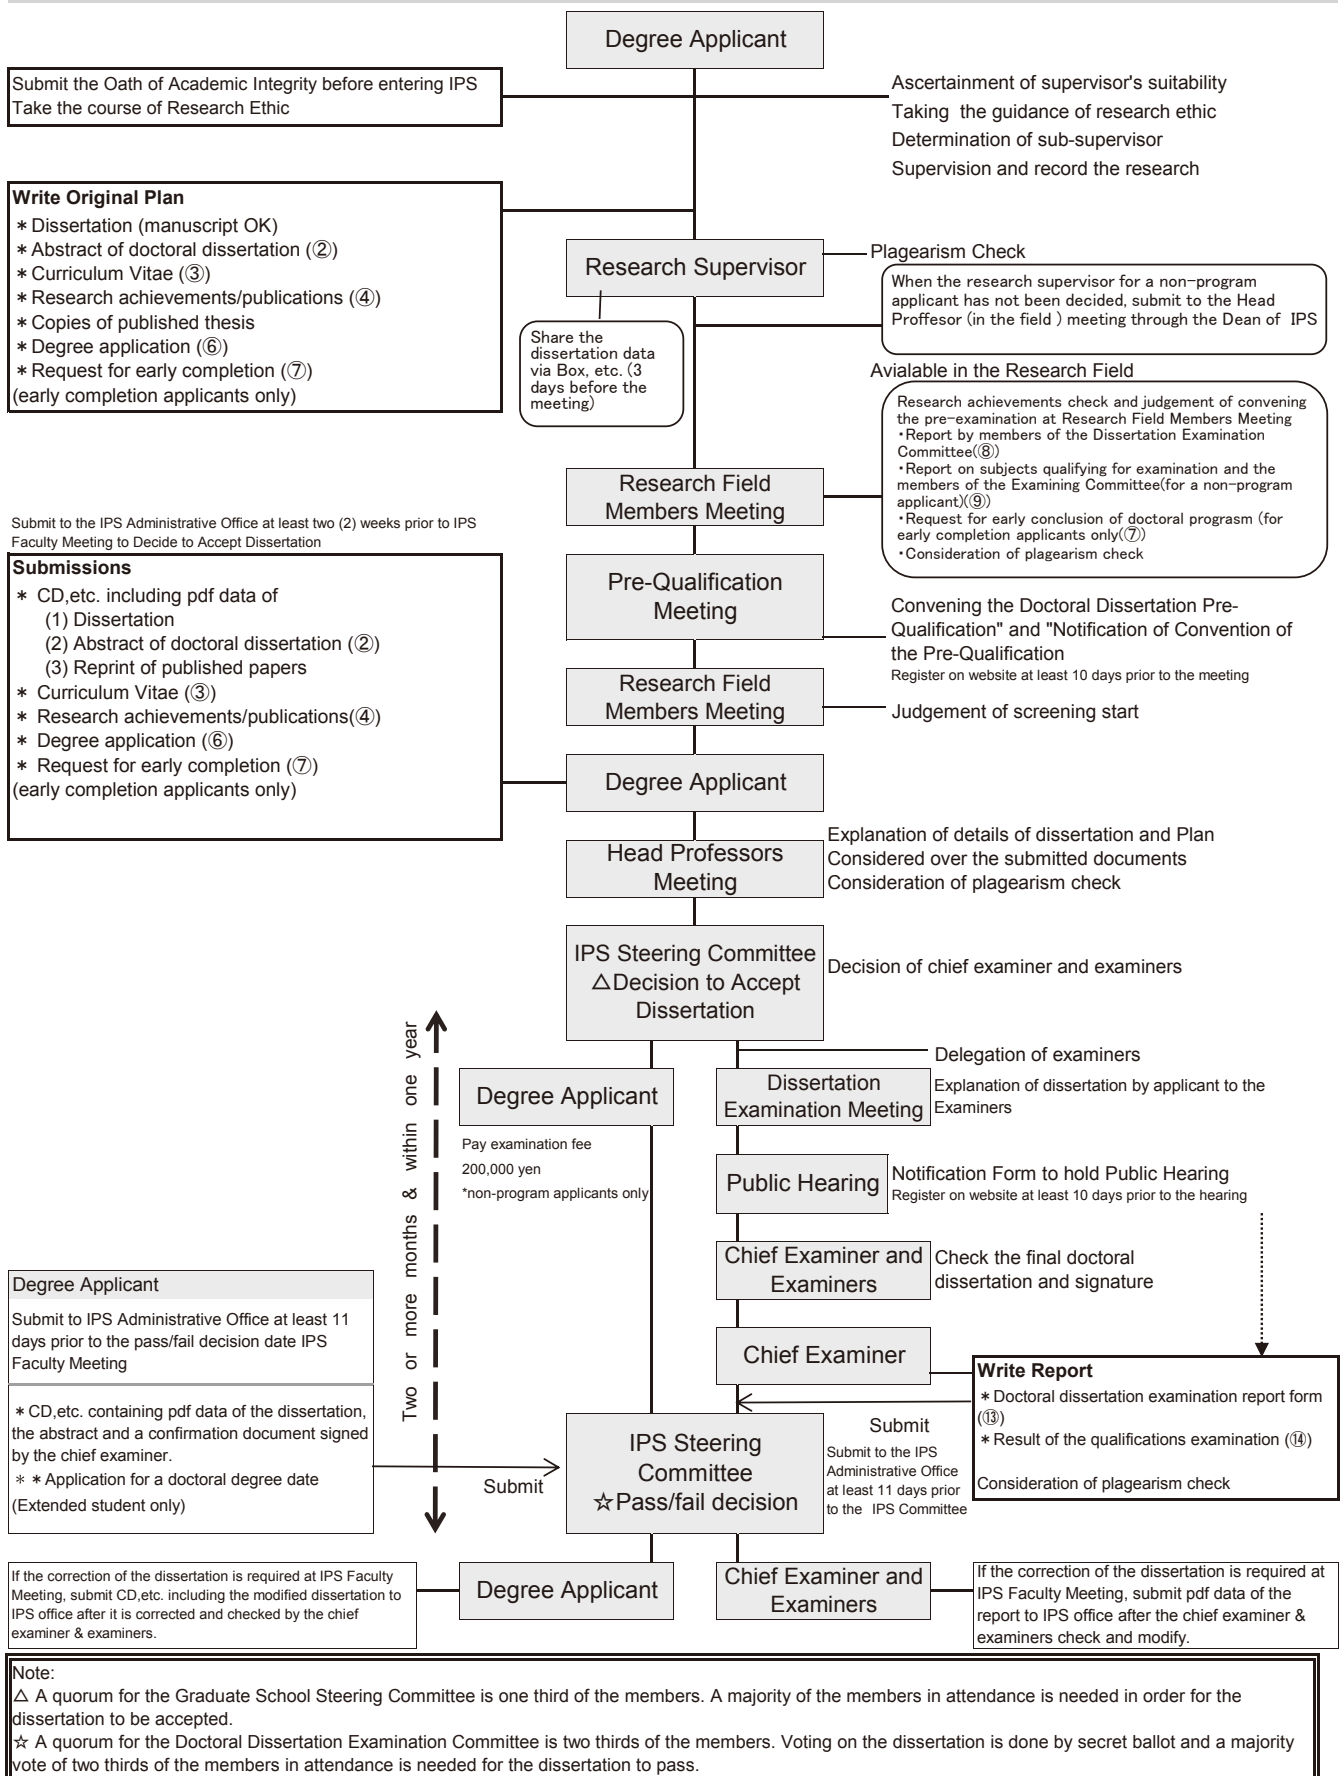 Degree Applicant
Submit the Oath of Academic Integrity before entering IPS
Take the course of Research Ethic
Ascertainment of supervisor's suitability
Taking the guidance of research ethic
Determination of sub-supervisor
Supervision and record the research
Write Original Plan
*Dissertation (manuscript OK)
*Abstract of doctoral dissertation (②)
*Curriculum Vitae (③)
*Research achievements/publications (④)
*Copies of published thesis
*Degree application (⑥)
*Request for early completion (⑦)
(early completion applicants only)
Research Supervisor
Plagearism Check
When the research supervisor for a non-program
applicant has not been decided, submit to the Head
Proffesor (in the field ) meeting through the Dean of IPS
Share the
dissertation data
via Box, etc. (3
days before the
meeting)
Avialable in the Research Field
Research achievements check and judgement of convening
the pre-examination at Research Field Members Meeting
・Report by members of the Dissertation Examination
Committee(⑧)
・Report on subjects qualifying for examination and the
members of the Examining Committee(for a non-program
applicant)(⑨)
・Request for early conclusion of doctoral prograsm (for
early completion applicants only(⑦)
・Consideration of plagearism check
Research Field
Members Meeting
Submit to the IPS Administrative Office at least two (2) weeks prior to IPS
Faculty Meeting to Decide to Accept Dissertation
Submissions
* CD,etc. including pdf data of
(1) Dissertation
(2) Abstract of doctoral dissertation (②)
(3) Reprint of published papers
* Curriculum Vitae (③)
* Research achievements/publications(④)
* Degree application (⑥)
* Request for early completion (⑦)
(early completion applicants only)
Pre-Qualification
Meeting
Convening the Doctoral Dissertation Pre-
Qualification" and "Notification of Convention of
the Pre-Qualification
Register on website at least 10 days prior to the meeting
Research Field
Members Meeting
Judgement of screening start
Degree Applicant
Head Professors
Meeting
Explanation of details of dissertation and Plan
Considered over the submitted documents
Consideration of plagearism check
IPS Steering Committee
△Decision to Accept
Dissertation
Decision of chief examiner and examiners
Two or more months & within one year
Delegation of examiners
Degree Applicant
Pay examination fee
200,000 yen
*non-program applicants only
Dissertation
Examination Meeting
Explanation of dissertation by applicant to the
Examiners
Public Hearing
Notification Form to hold Public Hearing
Register on website at least 10 days prior to the hearing
Chief Examiner and
Examiners
Check the final doctoral
dissertation and signature
Chief Examiner
Write Report
*Doctoral dissertation examination report form
(⑬)
*Result of the qualifications examination (⑭)
Consideration of plagearism check
Submit
Submit to the IPS
Administrative Office
at least 11 days prior
to the IPS Committee
Degree Applicant
Submit to IPS Administrative Office at least 11
days prior to the pass/fail decision date IPS
Faculty Meeting
*CD,etc. containing pdf data of the dissertation,
the abstract and a confirmation document signed
by the chief examiner.
* *Application for a doctoral degree date
(Extended student only)
Submit
IPS Steering
Committee
☆Pass/fail decision
If the correction of the dissertation is required at IPS Faculty
Meeting, submit CD,etc. including the modified dissertation to
IPS office after it is corrected and checked by the chief
examiner & examiners.
Degree Applicant
Chief Examiner and
Examiners
If the correction of the dissertation is required at
IPS Faculty Meeting, submit pdf data of the
report to IPS office after the chief examiner &
examiners check and modify.
Note:
△ A quorum for the Graduate School Steering Committee is one third of the members. A majority of the members in attendance is needed in order for the
dissertation to be accepted.
☆ A quorum for the Doctoral Dissertation Examination Committee is two thirds of the members. Voting on the dissertation is done by secret ballot and a majority
vote of two thirds of the members in attendance is needed for the dissertation to pass.